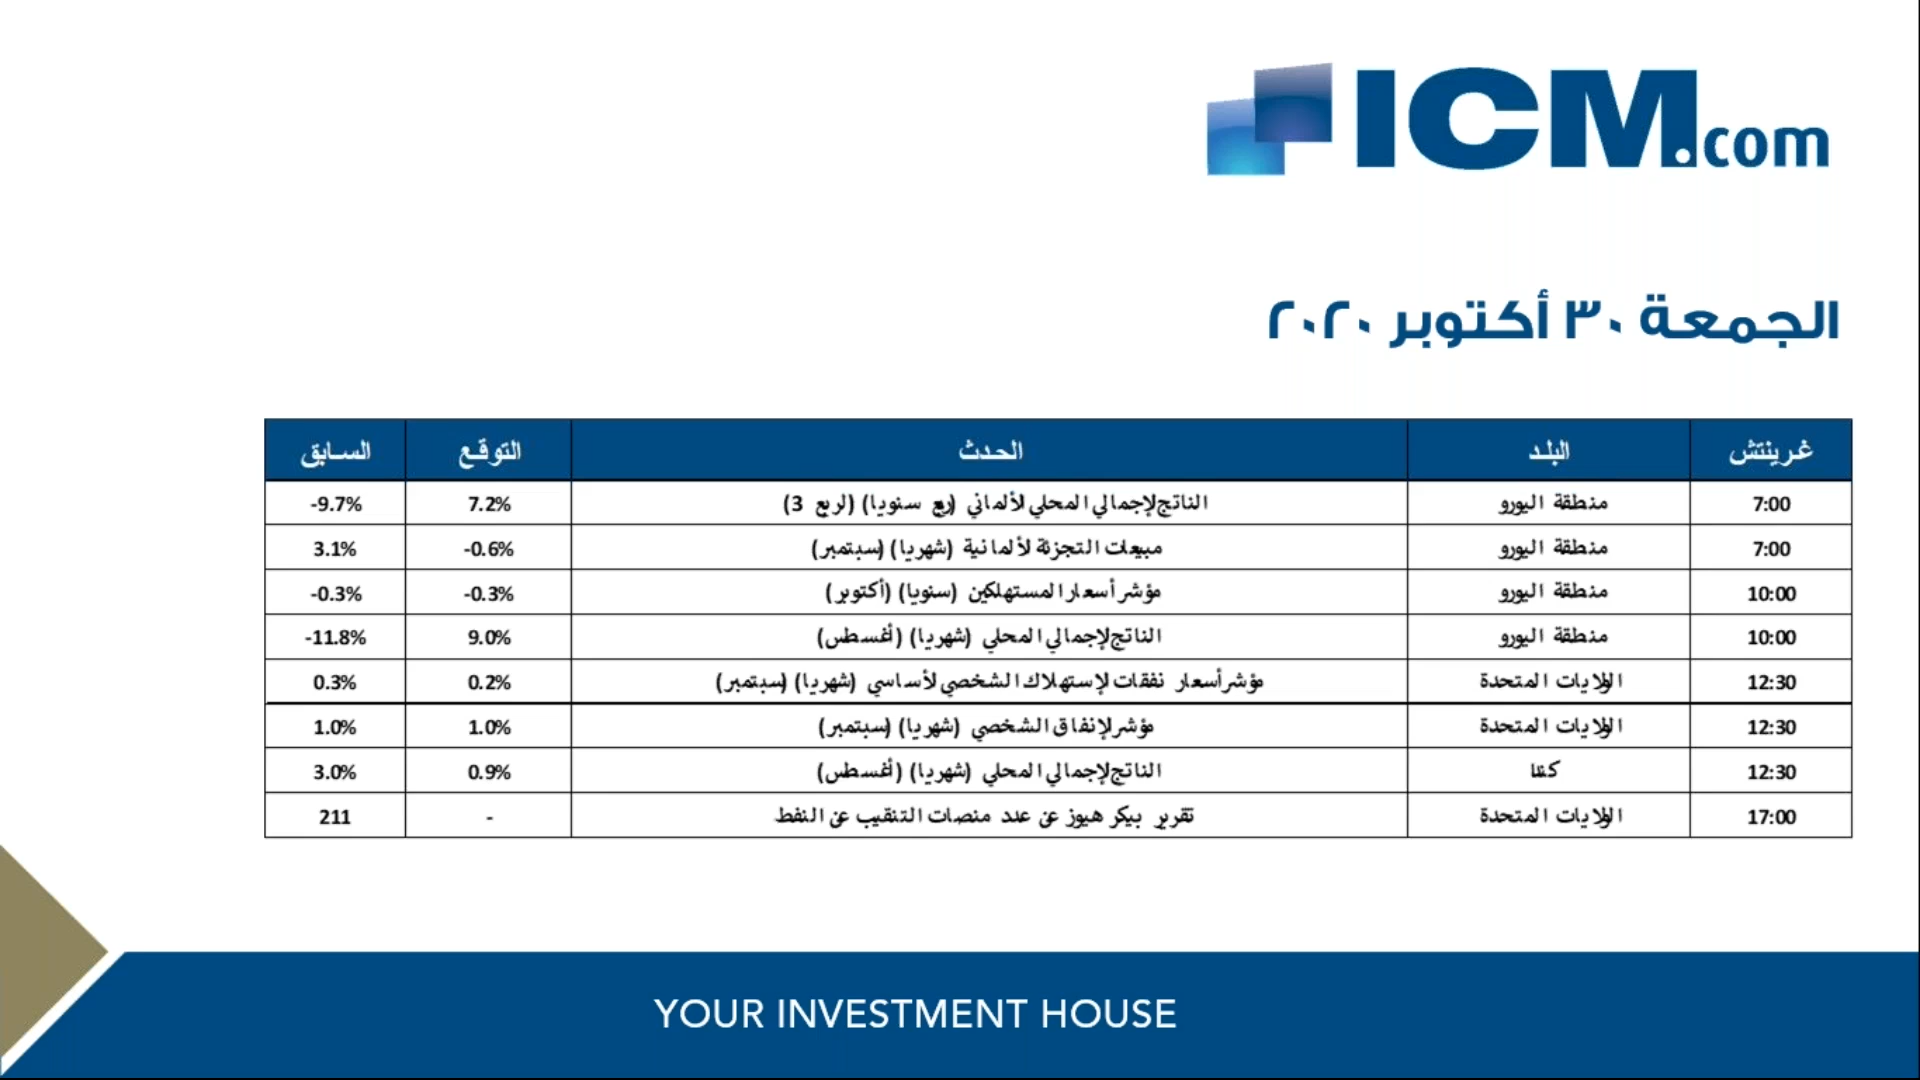 ICM.com
الجمعة ٣٠ أكتوبر ٢٠٢٠
غرينتش البلد الحدث التوقع السابق
7:00 منطقة اليورو الناتج الإجمالي المحلي الألماني (ربع سنويا) (الربع 3) 7.2% -9.7%
7:00 منطقة اليورو مبيعات التجزئة الألمانية (شهريا) (سبتمبر) -0.6% 3.1%
10:00 منطقة اليورو مؤشر أسعار المستهلكين (سنويا) (أكتوبر) -0.3% -0.3%
10:00 منطقة اليورو الناتج الإجمالي المحلي (شهريا) (أغسطس) 9.0% -11.8%
12:30 الولايات المتحدة مؤشر أسعار نفقات الإستهلاك الشخصي الأساسي (شهريا) (سبتمبر) 0.2% 0.3%
12:30 الولايات المتحدة مؤشر الإنفاق الشخصي (شهريا) (سبتمبر) 1.0% 1.0%
12:30 كندا الناتج الإجمالي المحلي (شهريا) (أغسطس) 0.9% 3.0%
17:00 الولايات المتحدة تقرير بيكر هيوز عن عدد منصات التنقيب عن النفط - 211
YOUR INVESTMENT HOUSE